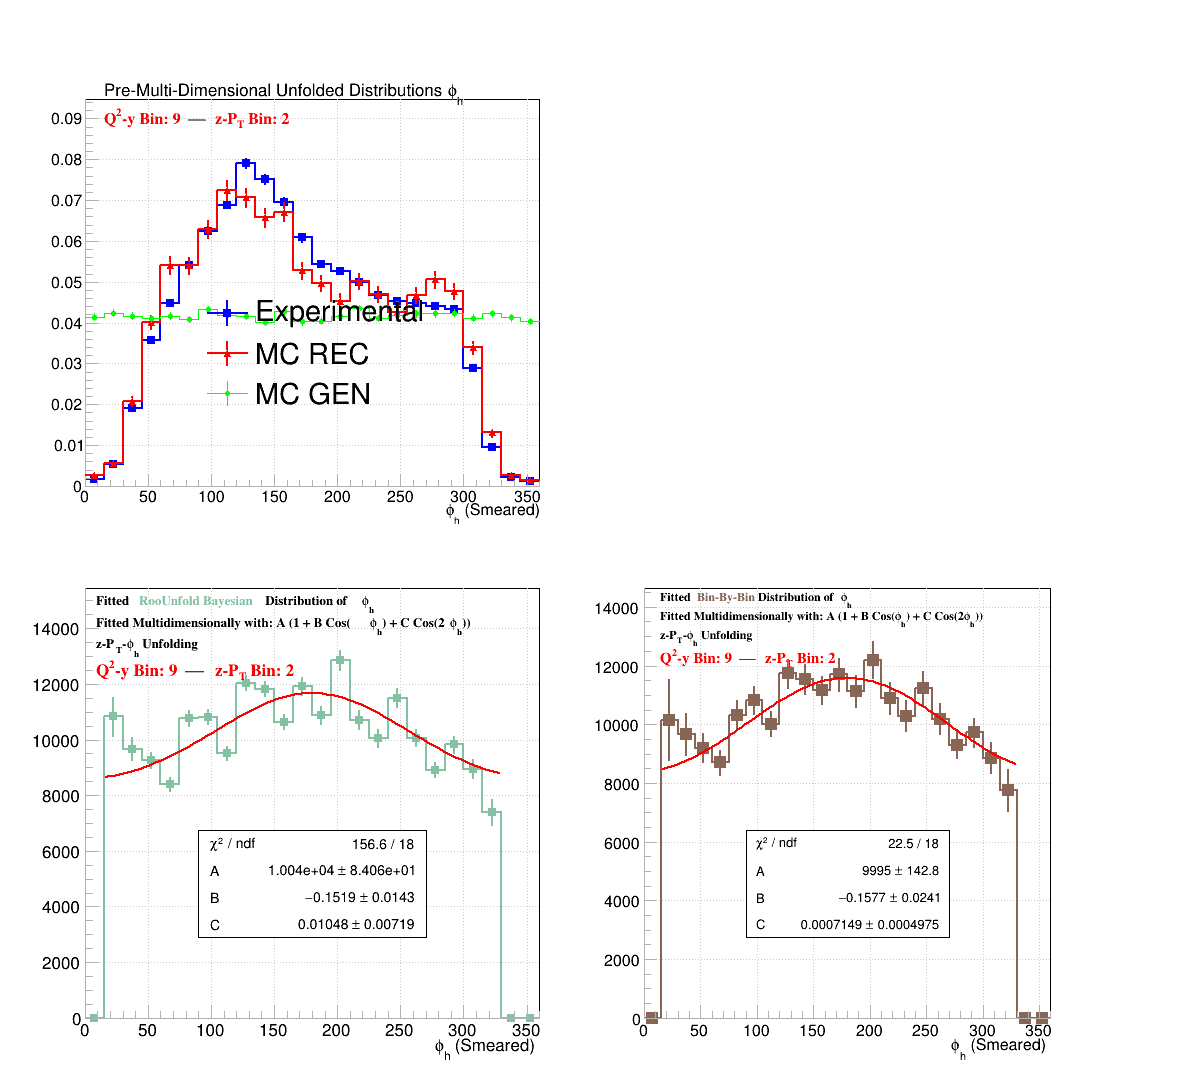 Pre-Multi-Dimensional Unfolded Distributions ϕh
Q²-y Bin: 9 — z-PT Bin: 2
0.09
0.08
0.07
0.06
0.05
0.04
0.03
0.02
0.01
0
Experimental
MC REC
MC GEN
0 50 100 150 200 250 300 350
ϕh (Smeared)
Fitted RooUnfold Bayesian Distribution of ϕh
Fitted Multidimensionally with: A (1 + B Cos( ϕh) + C Cos(2 ϕh))
z-PT-ϕh Unfolding
Q²-y Bin: 9 — z-PT Bin: 2
14000
12000
10000
8000
6000
4000
2000
0
χ² / ndf 156.6 / 18
A 1.004e+04 ± 8.406e+01
B −0.1519 ± 0.0143
C 0.01048 ± 0.00719
0 50 100 150 200 250 300 350
ϕh (Smeared)
Fitted Bin-By-Bin Distribution of ϕh
Fitted Multidimensionally with: A (1 + B Cos(ϕh) + C Cos(2ϕh))
z-PT-ϕh Unfolding
Q²-y Bin: 9 — z-PT Bin: 2
14000
12000
10000
8000
6000
4000
2000
0
χ² / ndf 22.5 / 18
A 9995 ± 142.8
B −0.1577 ± 0.0241
C 0.0007149 ± 0.0004975
0 50 100 150 200 250 300 350
ϕh (Smeared)